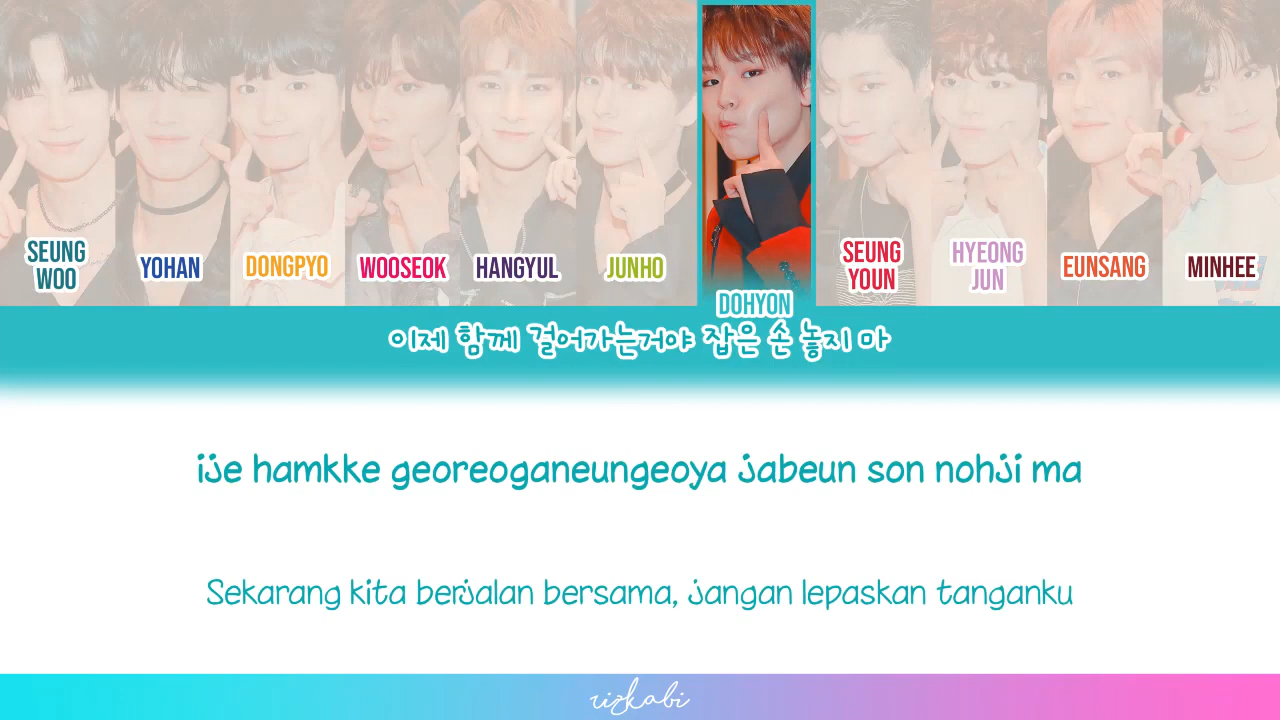 SEUNG
WOO
YOHAN
DONGPYO
WOOSEOK
HANGYUL
JUNHO
DOHYON
SEUNG
YOUN
HYEONG
JUN
EUNSANG
MINHEE
이제 함께 걸어가는거야 잡은 손 놓지 마
ije hamkke georeoganeungeoya jabeun son nohji ma
Sekarang kita berjalan bersama, jangan lepaskan tanganku
rizkabi